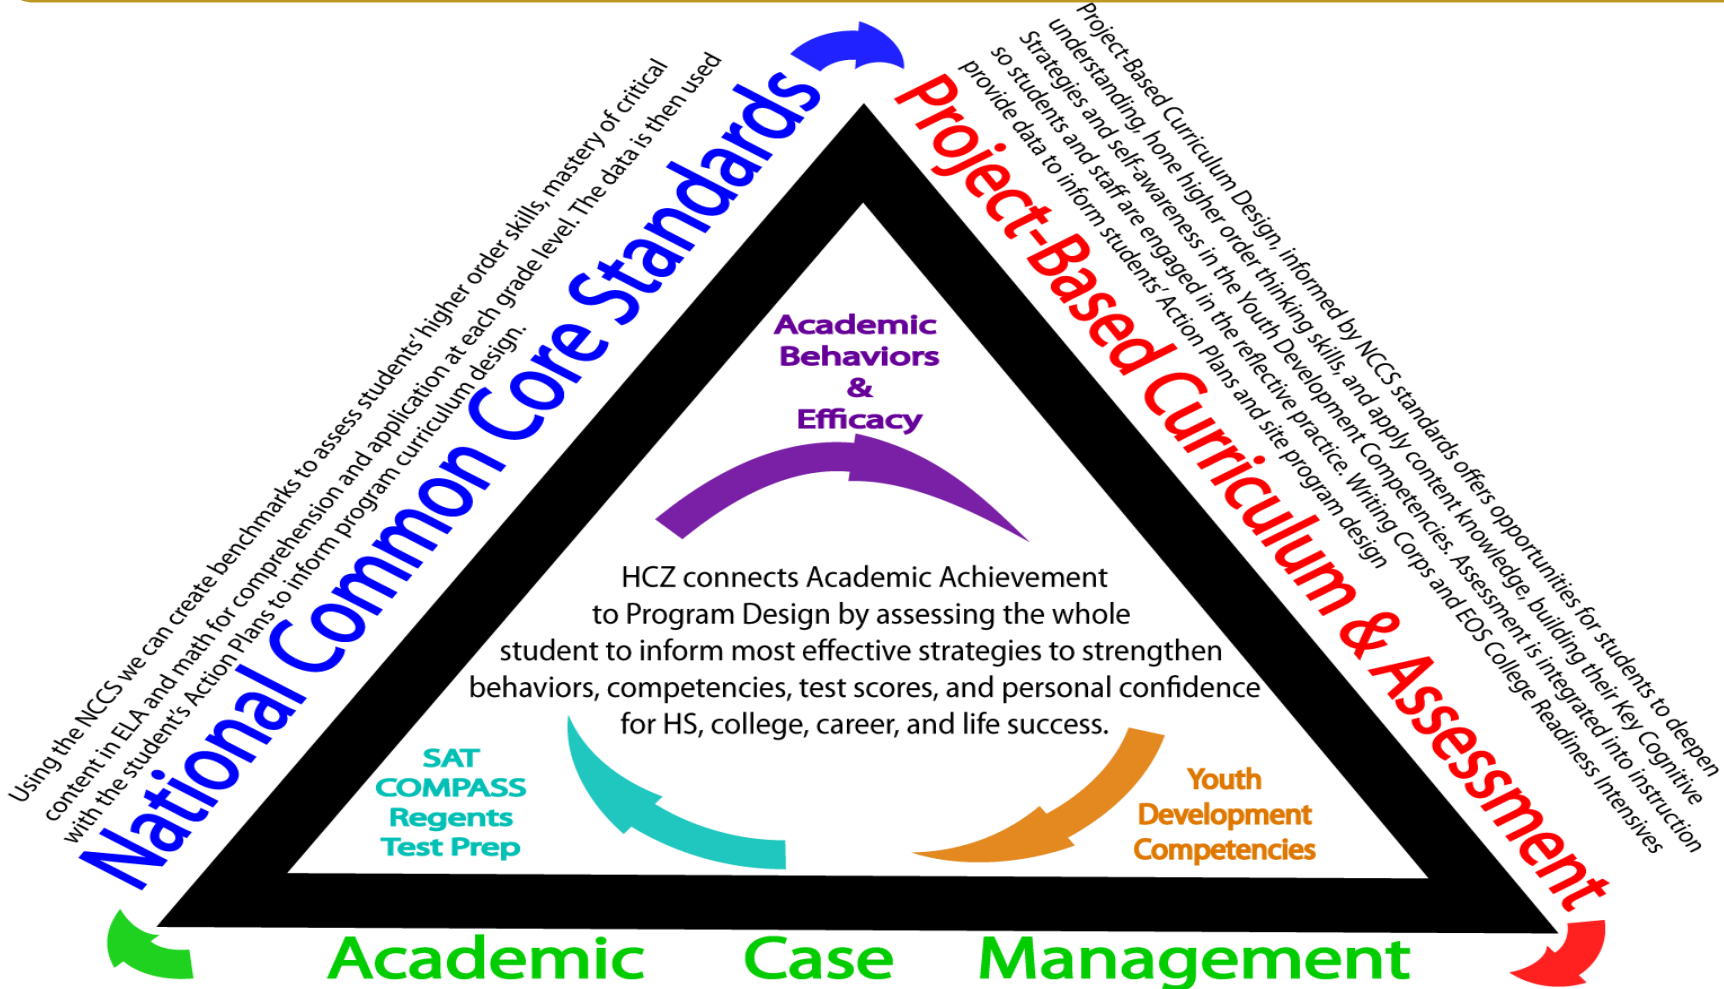 Using the NCCS we can create benchmarks to assess students' higher order skills, mastery of critical
content in ELA and math for comprehension and application at each grade level. The data is then used
with the student's Action Plans to inform program curriculum design.
National Common Core Standards
Project-Based Curriculum Design, informed by NCCS standards offers opportunities for students to deepen
understanding, hone higher order thinking skills, and apply content knowledge, building their Key Cognitive
Strategies and self-awareness in the Youth Development Competencies. Assessment is integrated into instruction
so students and staff are engaged in the reflective practice. Writing Corps and EOS College Readiness Intensives
provide data to inform students' Action Plans and site program design
Project-Based Curriculum & Assessment
Academic
Behaviors
&
Efficacy
HCZ connects Academic Achievement
to Program Design by assessing the whole
student to inform most effective strategies to strengthen
behaviors, competencies, test scores, and personal confidence
for HS, college, career, and life success.
SAT
COMPASS
Regents
Test Prep
Youth
Development
Competencies
Academic Case Management